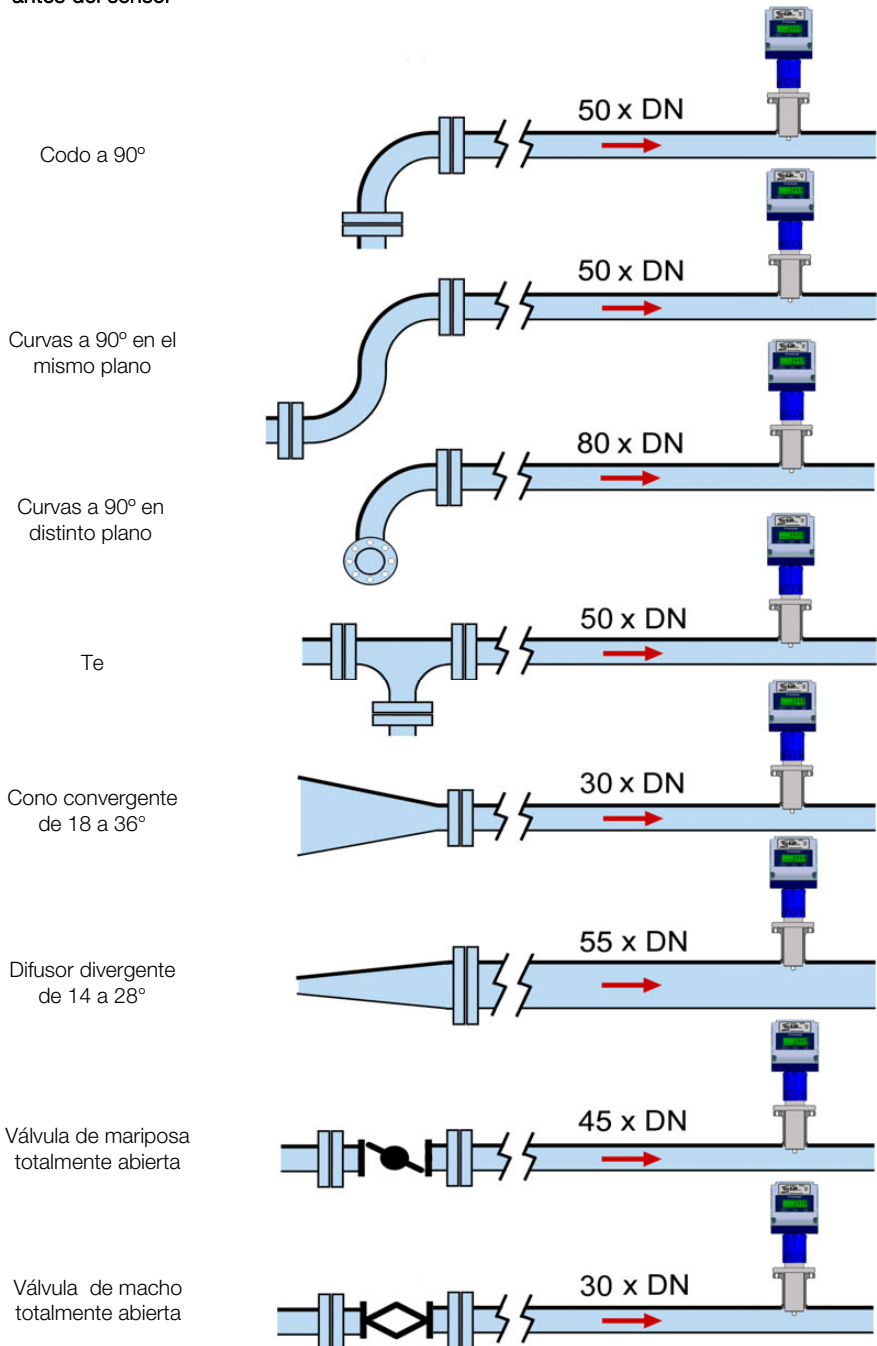 antes del sensor
50 x DN
Codo a 90º
50 x DN
Curvas a 90º en el
mismo plano
80 x DN
Curvas a 90º en
distinto plano
50 x DN
Te
30 x DN
Cono convergente
de 18 a 36°
55 x DN
Difusor divergente
de 14 a 28°
45 x DN
Válvula de mariposa
totalmente abierta
30 x DN
Válvula de macho
totalmente abierta